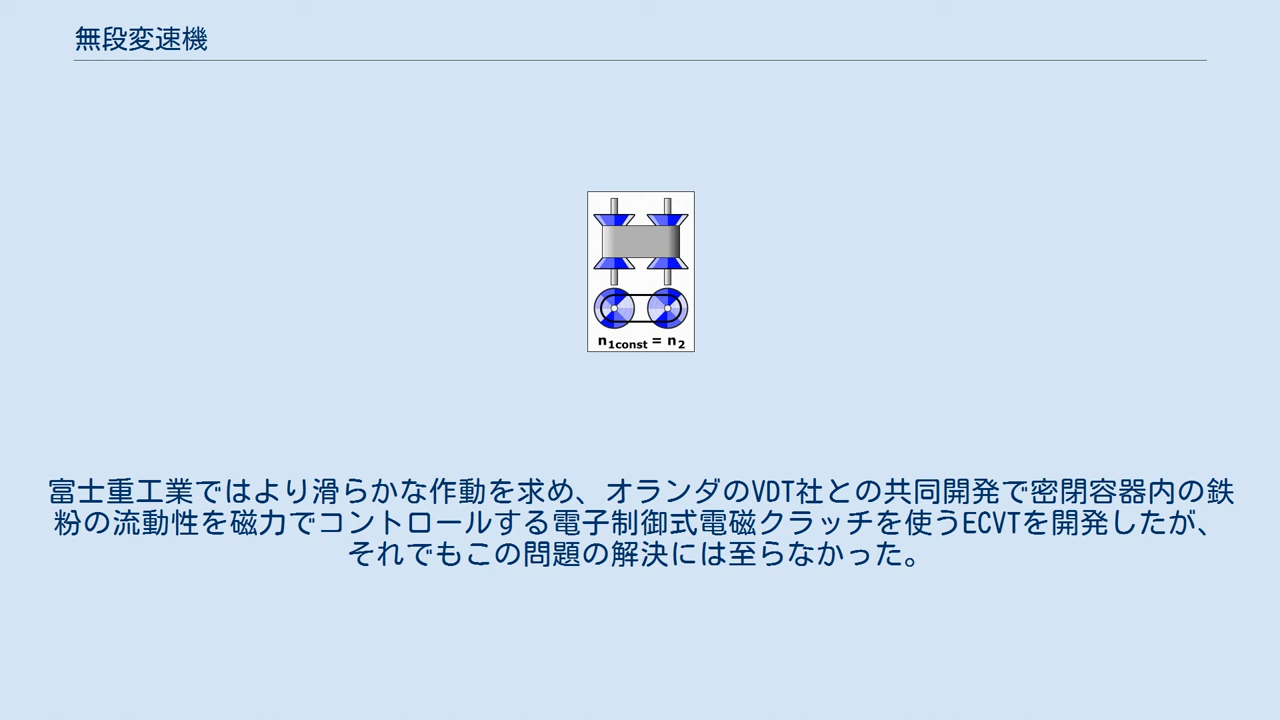 無段変速機
n1const = n2
富士重工業ではより滑らかな作動を求め、オランダのVDT社との共同開発で密閉容器内の鉄
粉の流動性を磁力でコントロールする電子制御式電磁クラッチを使うECVTを開発したが、
それでもこの問題の解決には至らなかった。